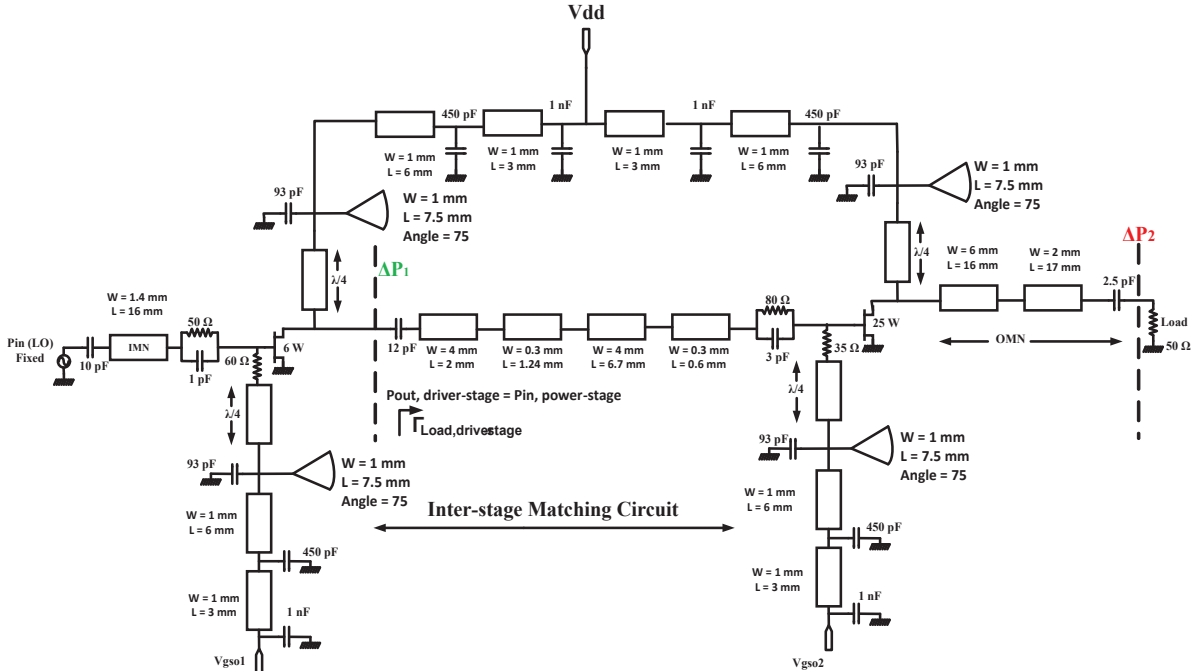 Vdd
450 pF
1 nF
1 nF
450 pF
W = 1 mm
L = 6 mm
W = 1 mm
L = 3 mm
W = 1 mm
L = 3 mm
W = 1 mm
L = 6 mm
93 pF
W = 1 mm
L = 7.5 mm
Angle = 75
93 pF
W = 1 mm
L = 7.5 mm
Angle = 75
λ/4
ΔP1
λ/4
ΔP2
W = 6 mm
L = 16 mm
W = 2 mm
L = 17 mm
2.5 pF
W = 1.4 mm
L = 16 mm
Pin (LO)
Fixed
10 pF
IMN
50 Ω
1 pF
60 Ω
6 W
12 pF
W = 4 mm
L = 2 mm
W = 0.3 mm
L = 1.24 mm
W = 4 mm
L = 6.7 mm
W = 0.3 mm
L = 0.6 mm
80 Ω
3 pF
35 Ω
25 W
OMN
Load
50 Ω
Pout, driver-stage = Pin, power-stage
ΓLoad,driverstage
λ/4
93 pF
W = 1 mm
L = 7.5 mm
Angle = 75
λ/4
93 pF
W = 1 mm
L = 7.5 mm
Angle = 75
Inter-stage Matching Circuit
W = 1 mm
L = 6 mm
450 pF
W = 1 mm
L = 3 mm
1 nF
Vgso1
W = 1 mm
L = 6 mm
450 pF
W = 1 mm
L = 3 mm
1 nF
Vgso2